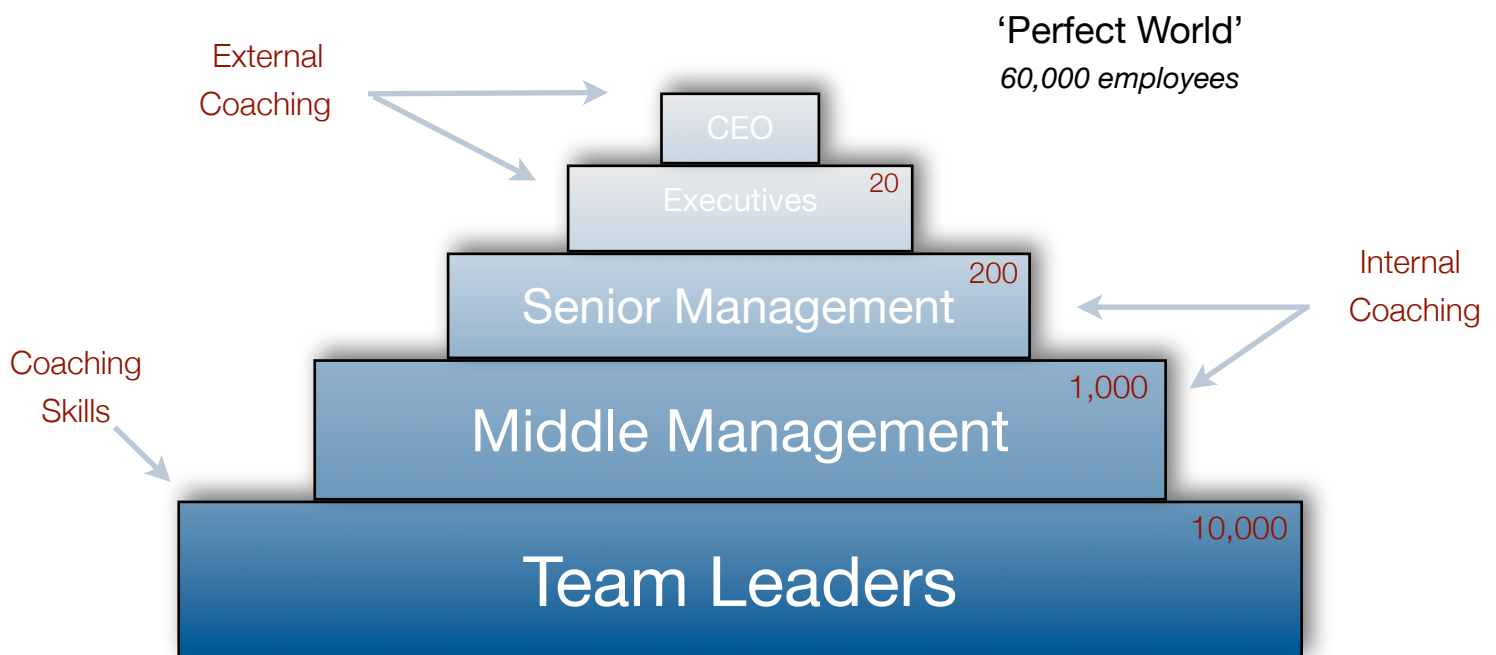 ‘Perfect World’
60,000 employees
External
Coaching
CEO
20
Executives
200
Senior Management
Internal
Coaching
1,000
Middle Management
Coaching
Skills
10,000
Team Leaders